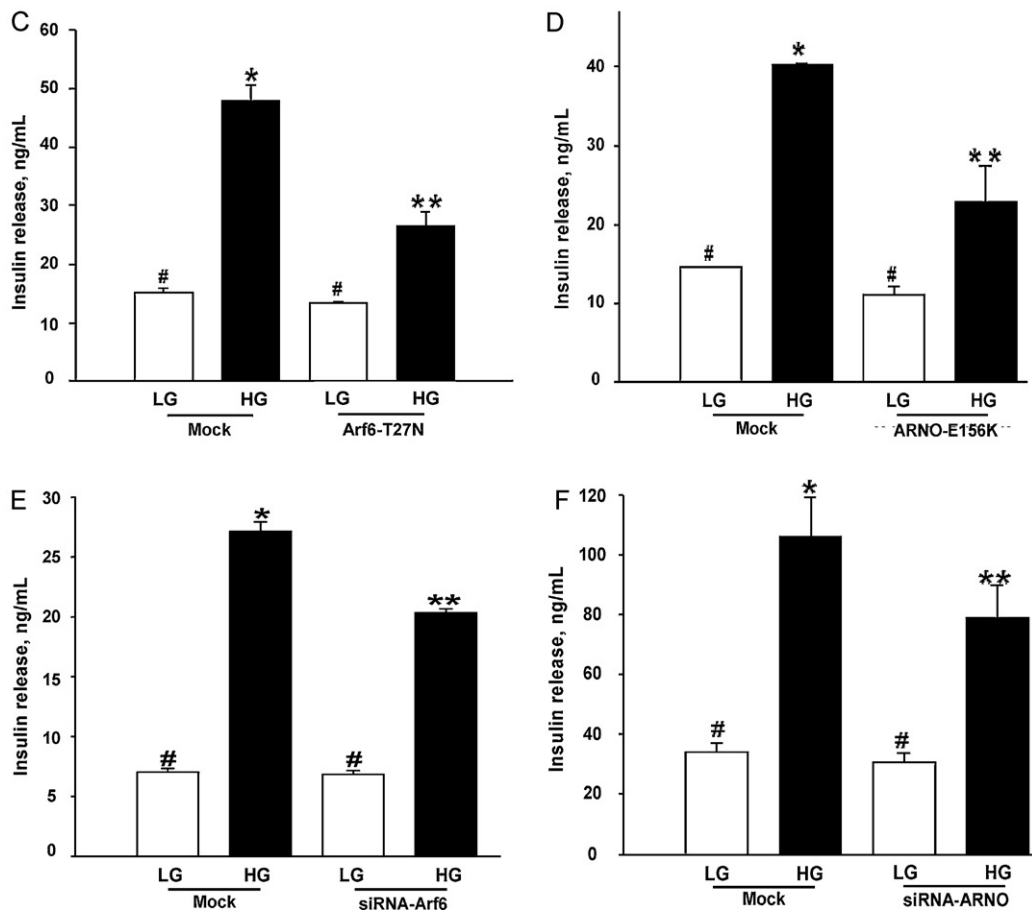 C
Insulin release, ng/mL
60
50
40
30
20
10
0
*
**
#
#
LG HG LG HG
Mock Arf6-T27N
D
Insulin release, ng/mL
40
30
20
10
0
*
**
#
#
LG HG LG HG
Mock ARNO-E156K
E
Insulin release, ng/mL
30
25
20
15
10
5
0
*
**
#
#
LG HG LG HG
Mock siRNA-Arf6
F
Insulin release, ng/mL
120
100
80
60
40
20
0
*
**
#
#
LG HG LG HG
Mock siRNA-ARNO